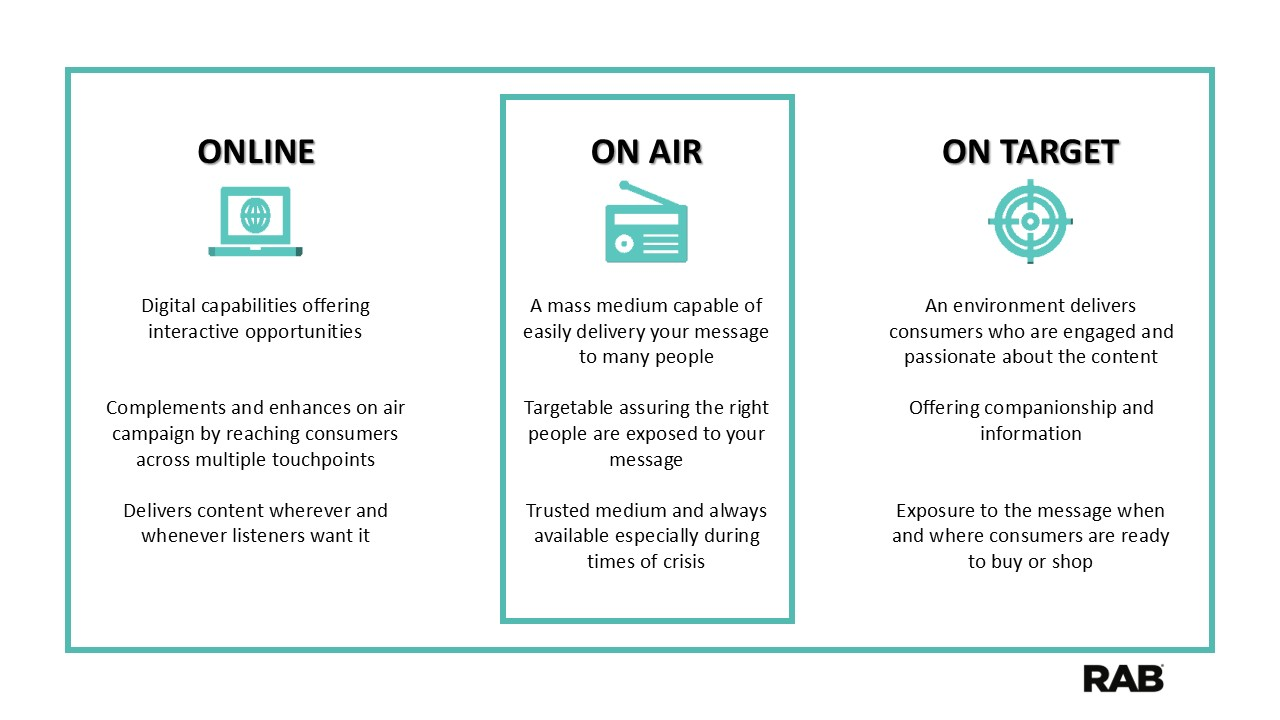 ONLINE
Digital capabilities offering
interactive opportunities
Complements and enhances on air
campaign by reaching consumers
across multiple touchpoints
Delivers content wherever and
whenever listeners want it
ON AIR
A mass medium capable of
easily delivery your message
to many people
Targetable assuring the right
people are exposed to your
message
Trusted medium and always
available especially during
times of crisis
ON TARGET
An environment delivers
consumers who are engaged and
passionate about the content
Offering companionship and
information
Exposure to the message when
and where consumers are ready
to buy or shop
RAB